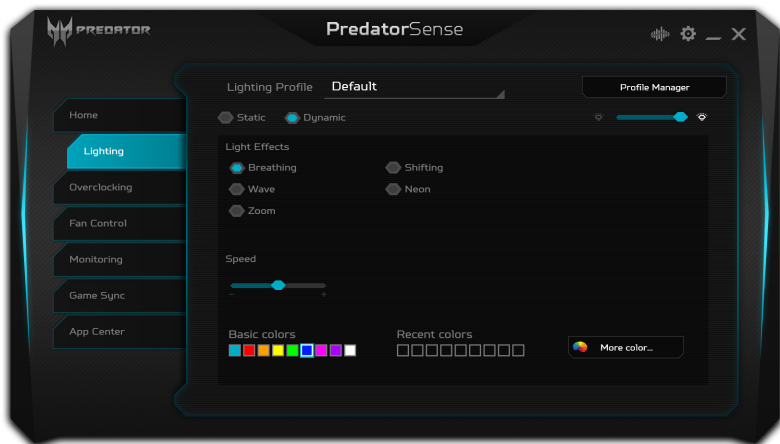 PREDATOR
PredatorSense
Lighting Profile Default
Profile Manager
Home
Static Dynamic
Light Effects
Lighting
Breathing Shifting
Overclocking
Wave Neon
Zoom
Fan Control
Monitoring
Speed
Game Sync
- +
App Center
Basic colors Recent colors
More color...